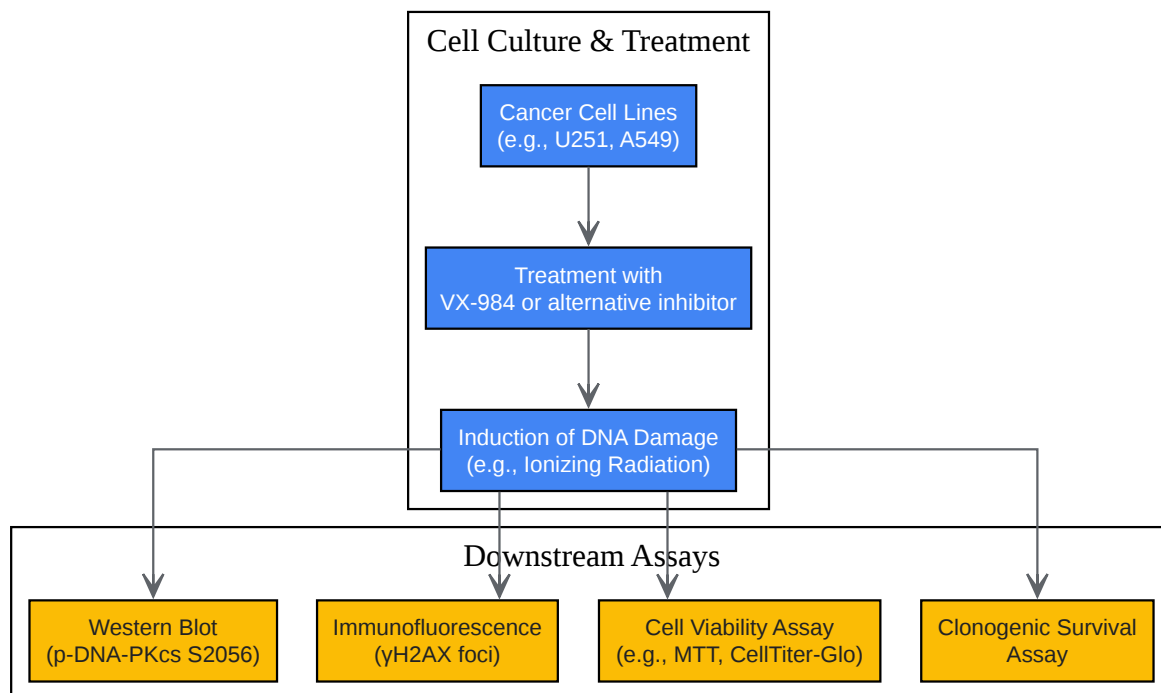 Cell Culture & Treatment
Cancer Cell Lines
(e.g., U251, A549)
Treatment with
VX-984 or alternative inhibitor
Induction of DNA Damage
(e.g., Ionizing Radiation)
Downstream Assays
Western Blot
(p-DNA-PKcs S2056)
Immunofluorescence
(γH2AX foci)
Cell Viability Assay
(e.g., MTT, CellTiter-Glo)
Clonogenic Survival
Assay